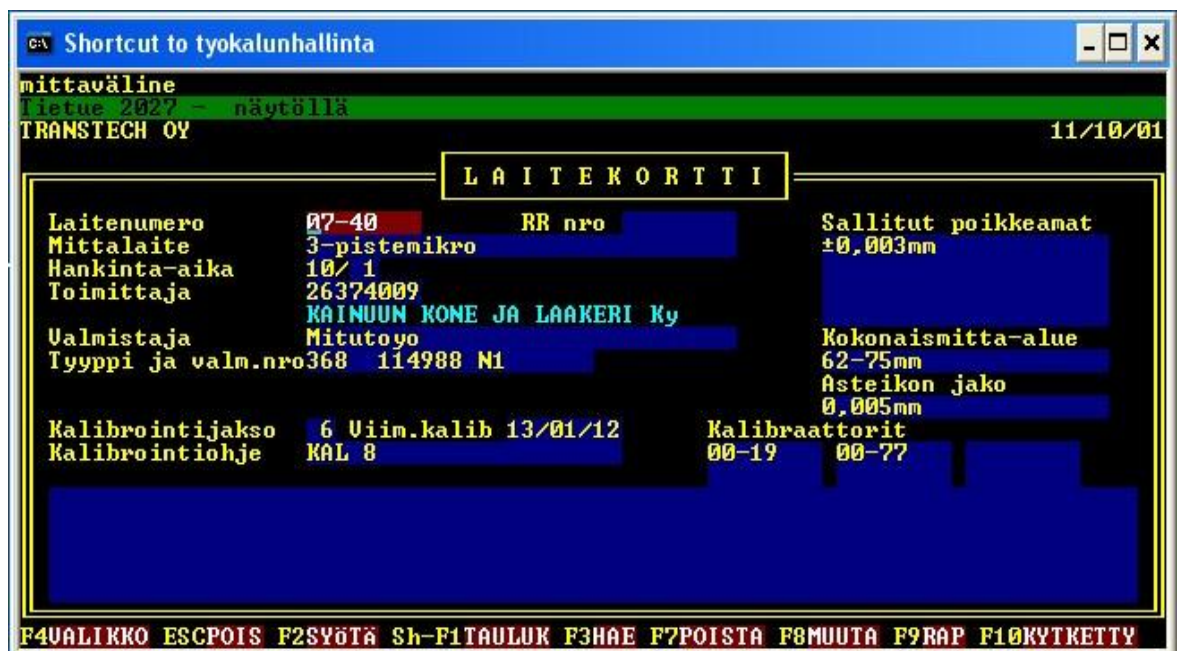 Shortcut to tyokalunhallinta
mittaväline
Tietue 2027 - näytöllä
TRANSTECH OY 11/10/01
L A I T E K O R T T I
Laitenumero 07-40 RR nro Sallitut poikkeamat
Mittalaite 3-pistemikro ±0,003mm
Hankinta-aika 10/ 1
Toimittaja 26374009
KAINUUN KONE JA LAAKERI Ky
Valmistaja Mitutoyo Kokonaismitta-alue
Tyyppi ja valm.nro368 114988 N1 62-75mm
Asteikon jako
0,005mm
Kalibrointijakso 6 Viim.kalib 13/01/12 Kalibraattorit
Kalibrointiohje KAL 8 00-19 00-77
F4VALIKKO ESCPOIS F2SYöTä Sh-F1TAULUK F3HAE F7POISTA F8MUUTA F9RAP F10KYTKETTY